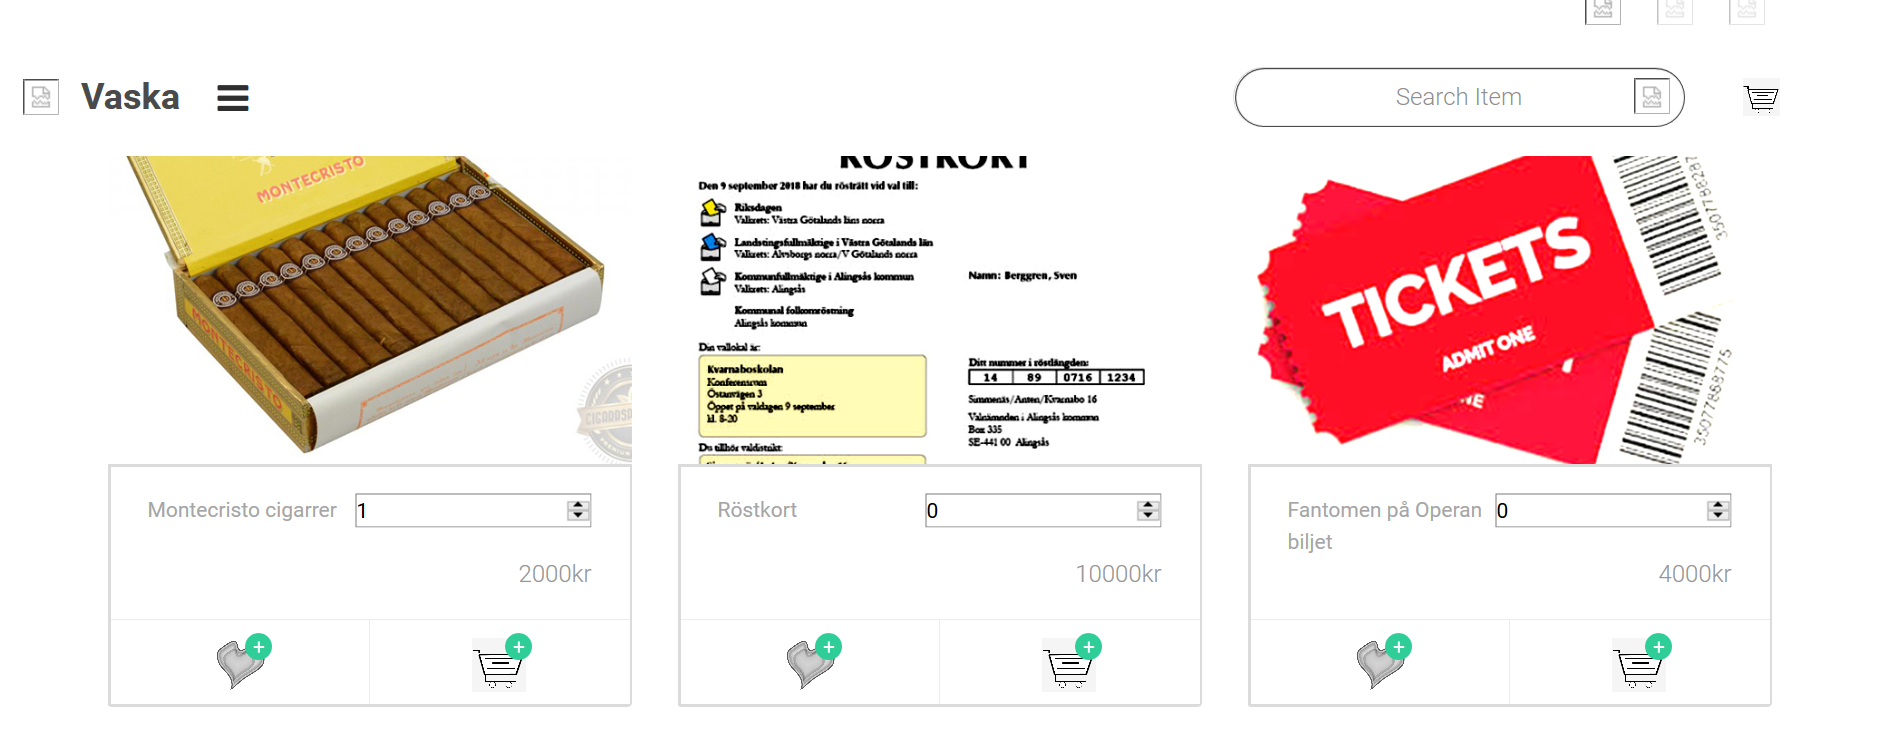 Vaska
Search Item
MONTECRISTO
MONTECRISTO
RÖSTKORT
Den 9 september 2018 har du rösträtt vid val till:
Riksdagen
Valkrets: Västra Götalands läns norra
Landstingsfullmäktige i Västra Götalands län
Valkrets: Älvsborgs norra/V Götalands norra
Kommunfullmäktige i Alingsås kommun
Valkrets: Alingsås
Namn: Berggren, Sven
Kommunal folkomröstning
Alingsås kommun
Din vallokal är:
Kvarnaboskolan
Konferensrum
Östanvägen 3
Öppet på valdagen 9 september
kl. 8-20
Du tillhör valdistrikt:
Ditt nummer i röstlängden:
14 89 0716 1234
Simmenäs/Anten/Kvarnabo 16
Valnämnden i Alingsås kommun
Box 335
SE-441 00 Alingsås
TICKETS
ADMIT ONE
3507788287
3507788775
Montecristo cigarrer 1
2000kr
Röstkort 0
10000kr
Fantomen på Operan 0
biljet
4000kr